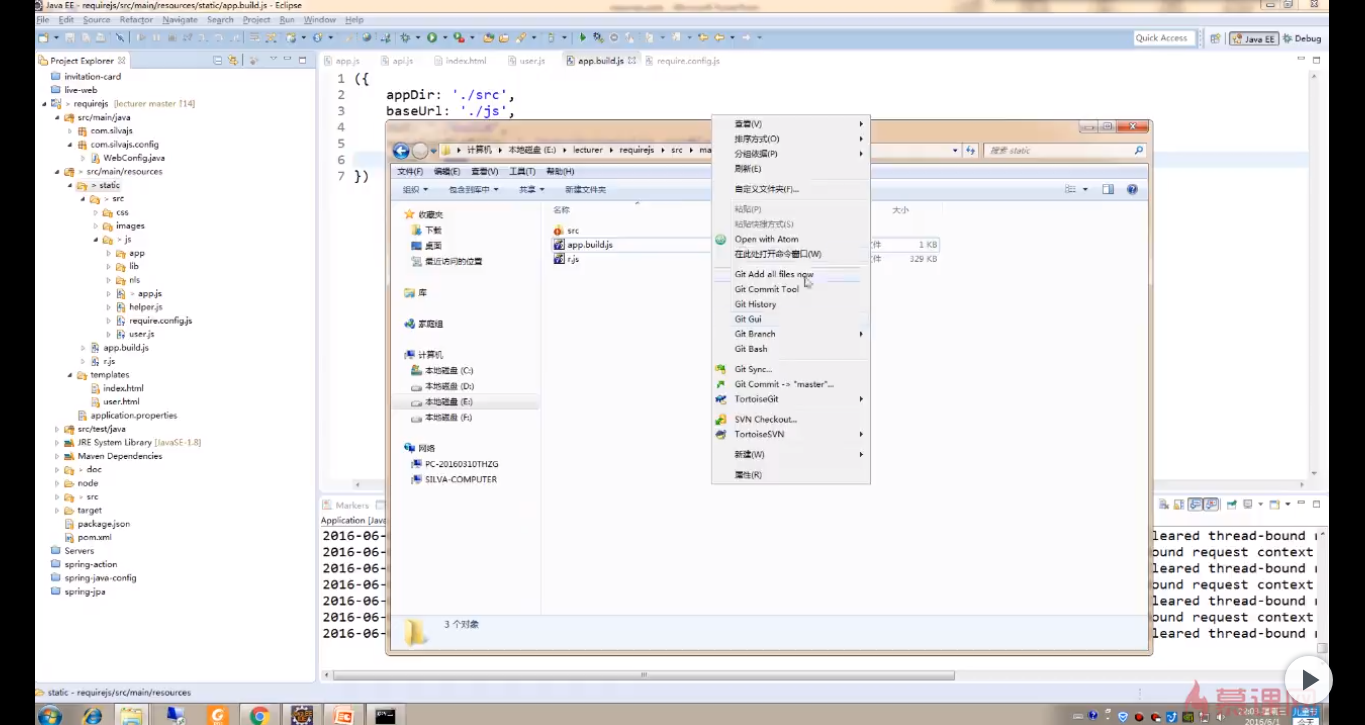 Java EE - requirejs/src/main/resources/static/app.build.js - Eclipse
File Edit Source Refactor Navigate Search Project Run Window Help
Quick Access
Java EE
Debug
Project Explorer
app.js
api.js
index.html
user.js
app.build.js
require.config.js
invitation-card
live-web
> requirejs [lecturer master ↑14]
src/main/java
com.silvajs
com.silvajs.config
WebConfig.java
> src/main/resources
> static
> src
css
> images
> js
app
lib
nls
> app.js
helper.js
require.config.js
user.js
app.build.js
r.js
templates
index.html
user.html
application.properties
src/test/java
JRE System Library [JavaSE-1.8]
Maven Dependencies
> doc
node
> src
target
package.json
pom.xml
Servers
spring-action
spring-java-config
spring-jpa
1 ({
2 appDir: './src',
3 baseUrl: './js',
4
5
6
7 })
计算机 ▸ 本地磁盘 (E:) ▸ lecturer ▸ requirejs ▸ src ▸
搜索 static
文件(F) 编辑(E) 查看(V) 工具(T) 帮助(H)
组织 包含到库中 共享 新建文件夹
收藏夹
下载
桌面
最近访问的位置
库
家庭组
计算机
本地磁盘 (C:)
本地磁盘 (D:)
本地磁盘 (E:)
本地磁盘 (F:)
网络
PC-20160310THZG
SILVA-COMPUTER
名称
大小
src
app.build.js
1 KB
r.js
329 KB
查看(V)
排序方式(O)
分组依据(P)
刷新(E)
自定义文件夹(F)...
粘贴(P)
粘贴快捷方式(S)
Open with Atom
在此处打开命令窗口(W)
Git Add all files now
Git Commit Tool
Git History
Git Gui
Git Branch
Git Bash
Git Sync...
Git Commit -> "master"...
TortoiseGit
SVN Checkout...
TortoiseSVN
新建(W)
属性(R)
3 个对象
Markers
Application [Java
2016-06-
leared thread-bound
2016-06-
ound request context
2016-06-
leared thread-bound
2016-06-
ound request context
2016-06-
leared thread-bound
2016-06-
ound request context
2016-06-
leared thread-bound
static - requirejs/src/main/resources
慕课网
2016/6/1
儿童节